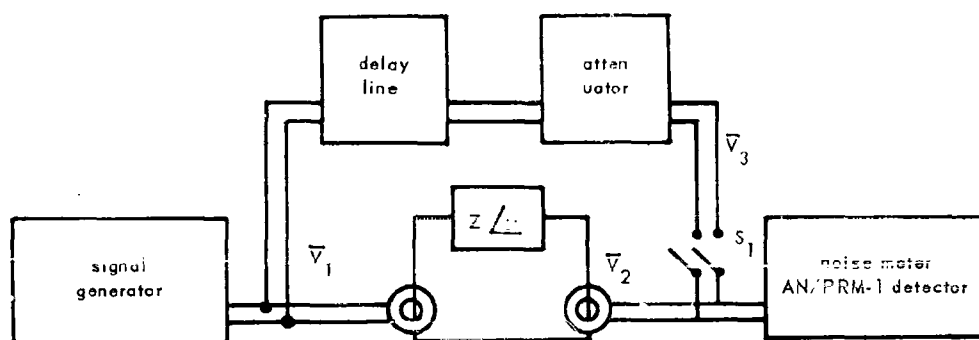 delay
line
atten
uator
V̅3
Z
S1
signal
generator
V̅1
V̅2
noise meter
AN/PRM-1 detector